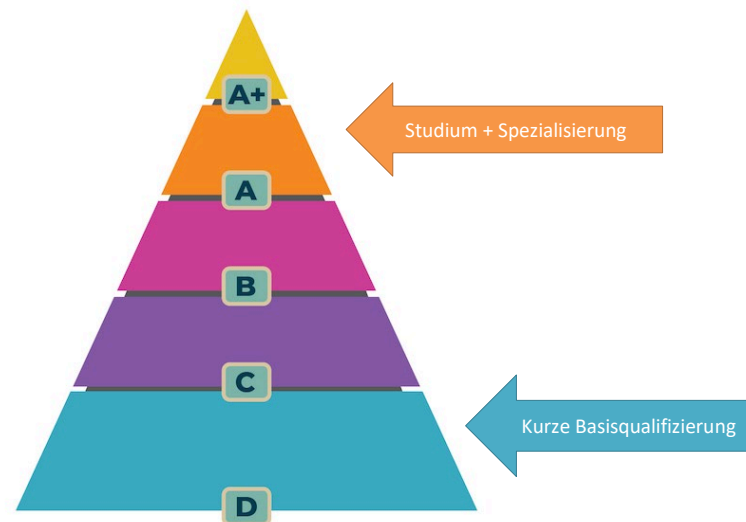 A+
Studium + Spezialisierung
A
B
C
Kurze Basisqualifizierung
D